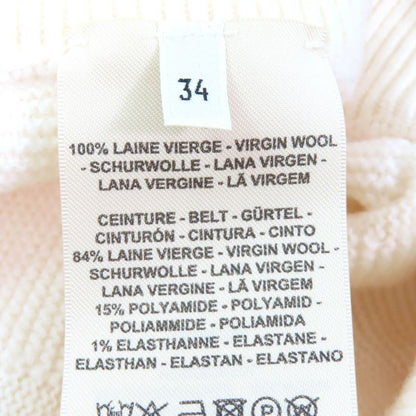 34
100% LAINE VIERGE - VIRGIN WOOL
- SCHURWOLLE - LANA VIRGEN -
LANA VERGINE - LÃ VIRGEM
CEINTURE - BELT - GÜRTEL -
CINTURÓN - CINTURA - CINTO
84% LAINE VIERGE - VIRGIN WOOL -
SCHURWOLLE - LANA VIRGEN -
LANA VERGINE - LÃ VIRGEM
15% POLYAMIDE - POLYAMID -
POLIAMMIDE - POLIAMIDA
1% ELASTHANNE - ELASTANE -
ELASTHAN - ELASTAN - ELASTANO